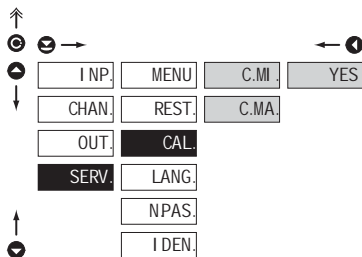 INP. MENU C.MI. YES
CHAN. REST. C.MA.
OUT. CAL.
SERV. LANG.
NPAS.
IDEN.